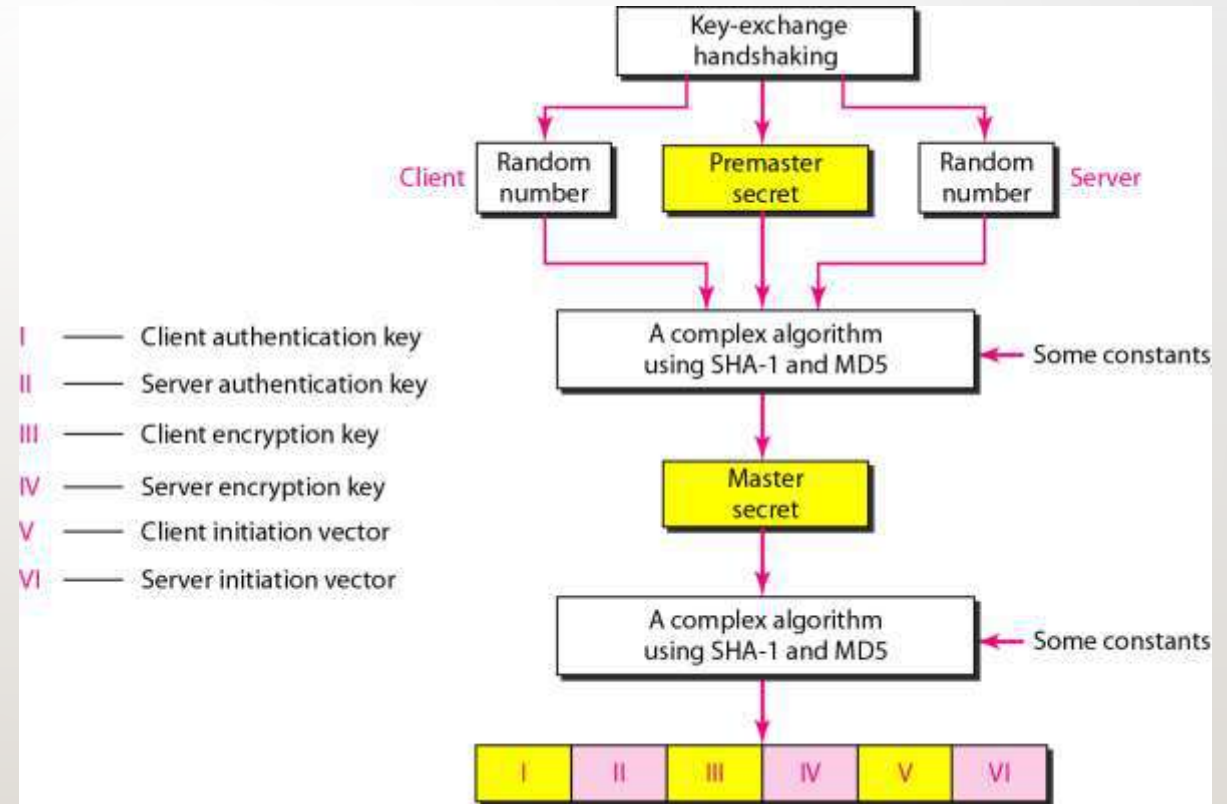 Key-exchange
handshaking
Client
Random
number
Premaster
secret
Random
number
Server
A complex algorithm
using SHA-1 and MD5
Some constants
I Client authentication key
II Server authentication key
III Client encryption key
IV Server encryption key
V Client initiation vector
VI Server initiation vector
Master
secret
A complex algorithm
using SHA-1 and MD5
Some constants
I II III IV V VI